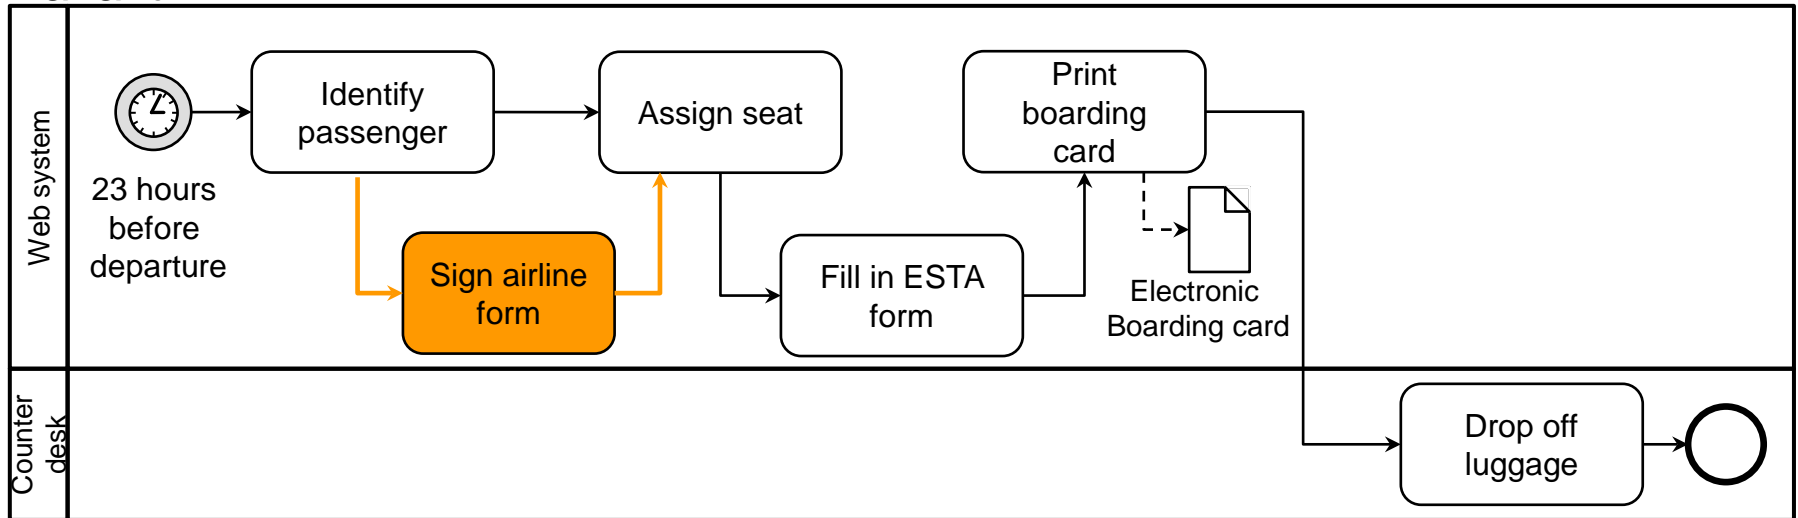 Web system
23 hours
before
departure
Identify
passenger
Assign seat
Print
boarding
card
Sign airline
form
Fill in ESTA
form
Electronic
Boarding card
Counter
desk
Drop off
luggage